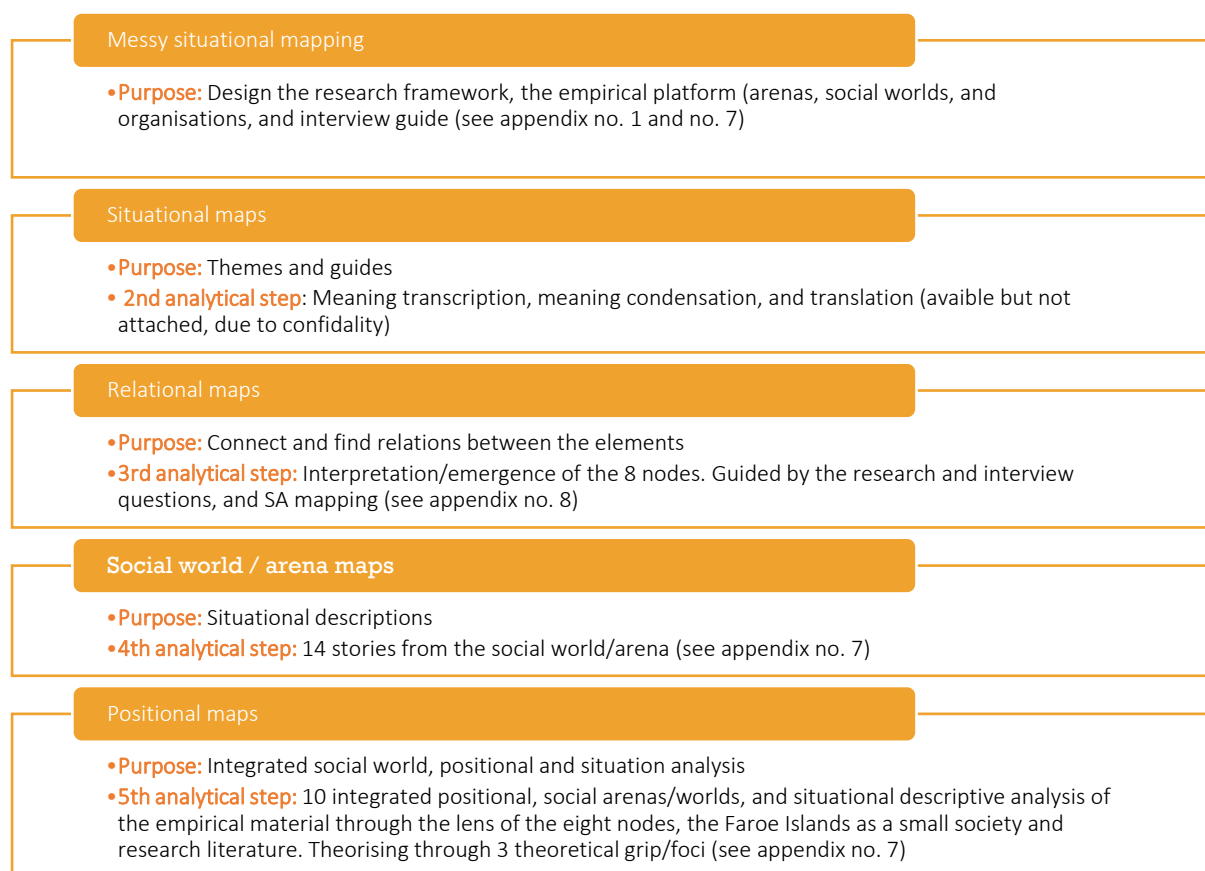 Messy situational mapping
•Purpose: Design the research framework, the empirical platform (arenas, social worlds, and
organisations, and interview guide (see appendix no. 1 and no. 7)
Situational maps
•Purpose: Themes and guides
• 2nd analytical step: Meaning transcription, meaning condensation, and translation (avaible but not
attached, due to confidality)
Relational maps
•Purpose: Connect and find relations between the elements
•3rd analytical step: Interpretation/emergence of the 8 nodes. Guided by the research and interview
questions, and SA mapping (see appendix no. 8)
Social world / arena maps
•Purpose: Situational descriptions
•4th analytical step: 14 stories from the social world/arena (see appendix no. 7)
Positional maps
•Purpose: Integrated social world, positional and situation analysis
•5th analytical step: 10 integrated positional, social arenas/worlds, and situational descriptive analysis of
the empirical material through the lens of the eight nodes, the Faroe Islands as a small society and
research literature. Theorising through 3 theoretical grip/foci (see appendix no. 7)